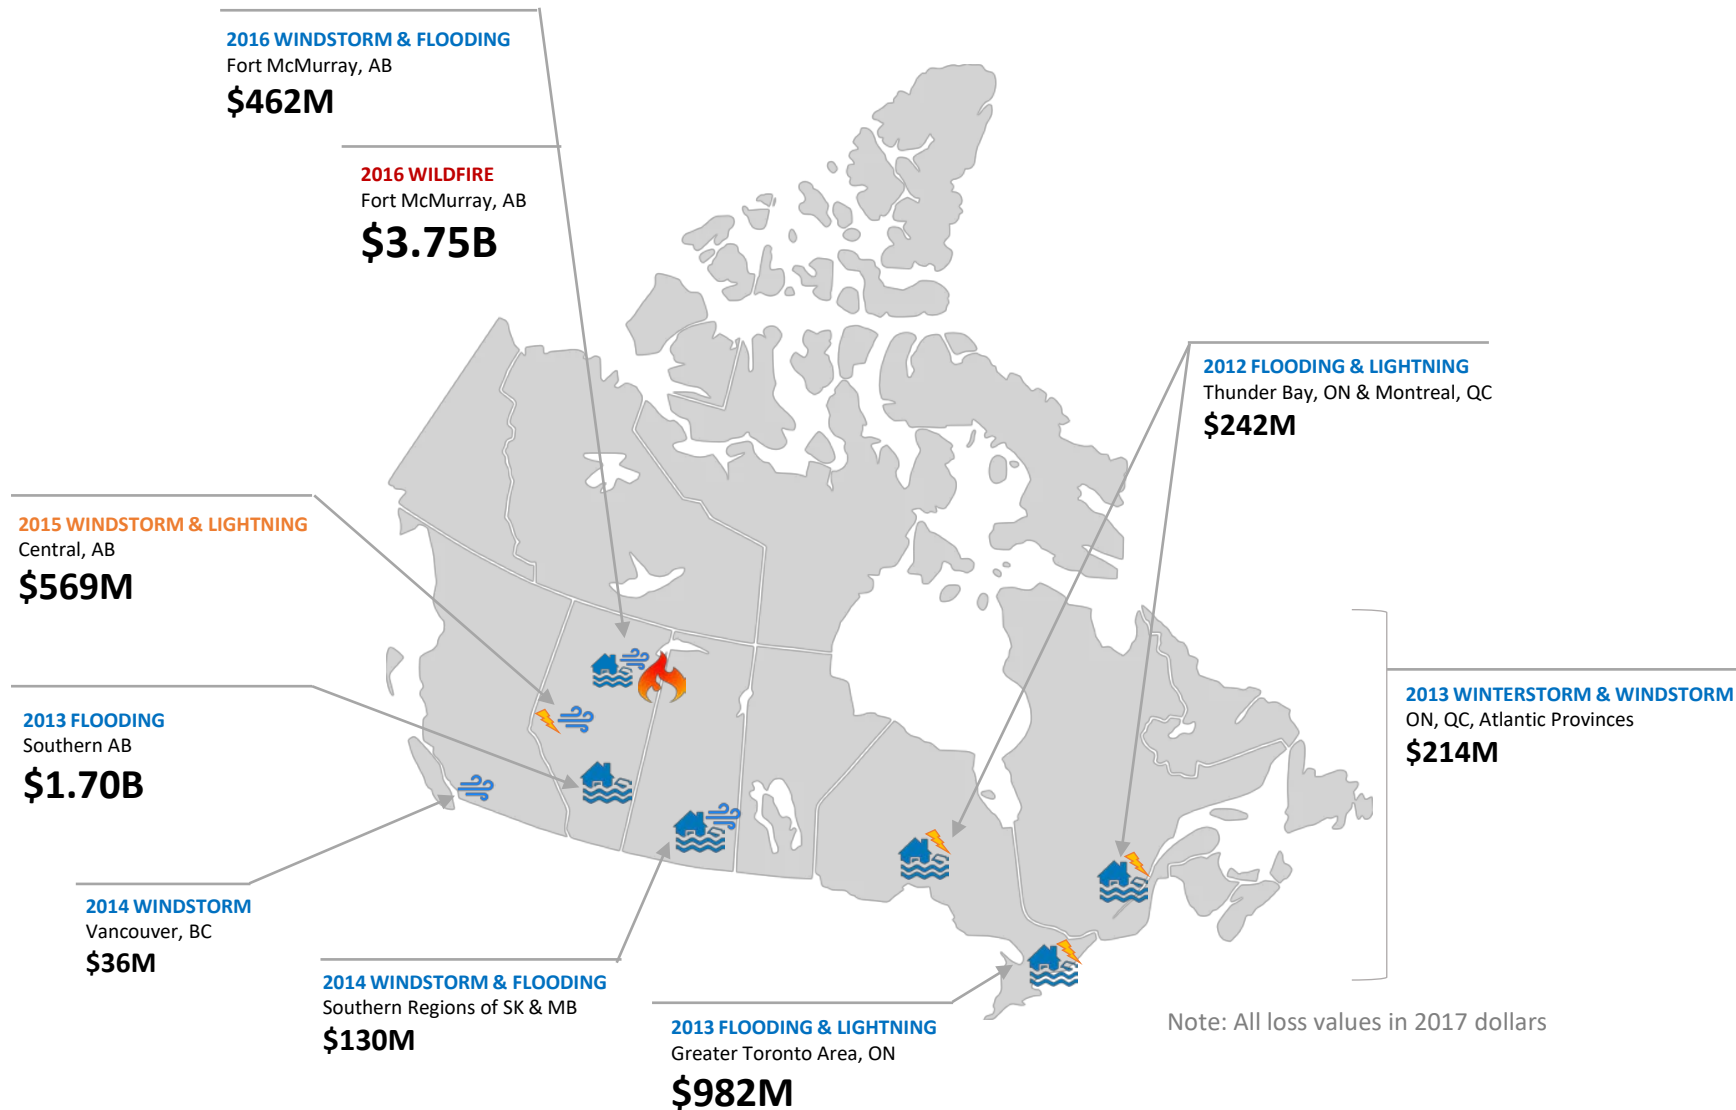 2016 WINDSTORM & FLOODING
Fort McMurray, AB
$462M
2016 WILDFIRE
Fort McMurray, AB
$3.75B
2012 FLOODING & LIGHTNING
Thunder Bay, ON & Montreal, QC
$242M
2015 WINDSTORM & LIGHTNING
Central, AB
$569M
2013 FLOODING
Southern AB
$1.70B
2013 WINTERSTORM & WINDSTORM
ON, QC, Atlantic Provinces
$214M
2014 WINDSTORM
Vancouver, BC
$36M
2014 WINDSTORM & FLOODING
Southern Regions of SK & MB
$130M
2013 FLOODING & LIGHTNING
Greater Toronto Area, ON
$982M
Note: All loss values in 2017 dollars